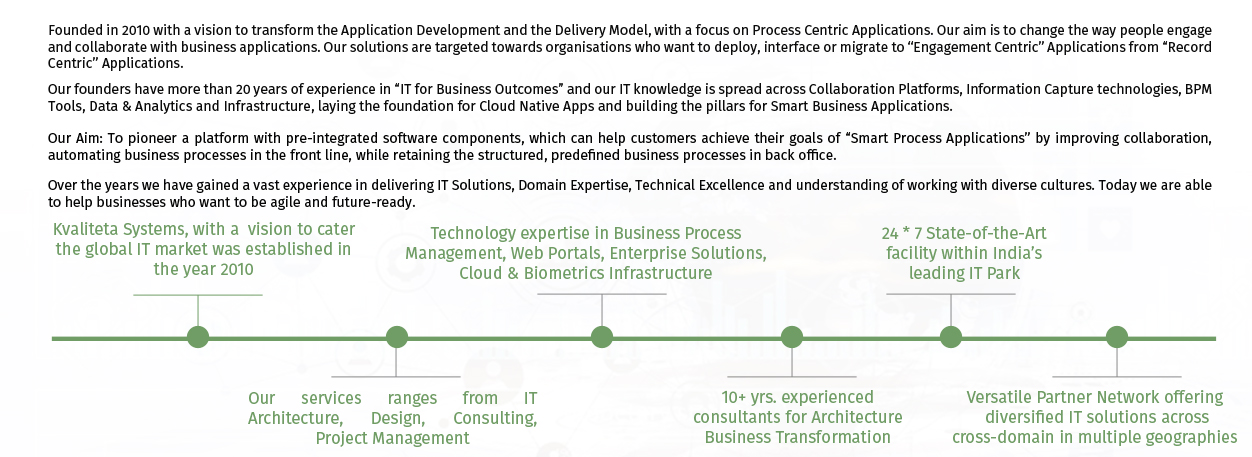 Founded in 2010 with a vision to transform the Application Development and the Delivery Model, with a focus on Process Centric Applications. Our aim is to change the way people engage
and collaborate with business applications. Our solutions are targeted towards organisations who want to deploy, interface or migrate to “Engagement Centric” Applications from “Record
Centric” Applications.
Our founders have more than 20 years of experience in “IT for Business Outcomes” and our IT knowledge is spread across Collaboration Platforms, Information Capture technologies, BPM
Tools, Data & Analytics and Infrastructure, laying the foundation for Cloud Native Apps and building the pillars for Smart Business Applications.
Our Aim: To pioneer a platform with pre-integrated software components, which can help customers achieve their goals of “Smart Process Applications” by improving collaboration,
automating business processes in the front line, while retaining the structured, predefined business processes in back office.
Over the years we have gained a vast experience in delivering IT Solutions, Domain Expertise, Technical Excellence and understanding of working with diverse cultures. Today we are able
to help businesses who want to be agile and future-ready.
Kvaliteta Systems, with a vision to cater
the global IT market was established in
the year 2010
Technology expertise in Business Process
Management, Web Portals, Enterprise Solutions,
Cloud & Biometrics Infrastructure
24 * 7 State-of-the-Art
facility within India’s
leading IT Park
Our services ranges from IT
Architecture, Design, Consulting,
Project Management
10+ yrs. experienced
consultants for Architecture
Business Transformation
Versatile Partner Network offering
diversified IT solutions across
cross-domain in multiple geographies